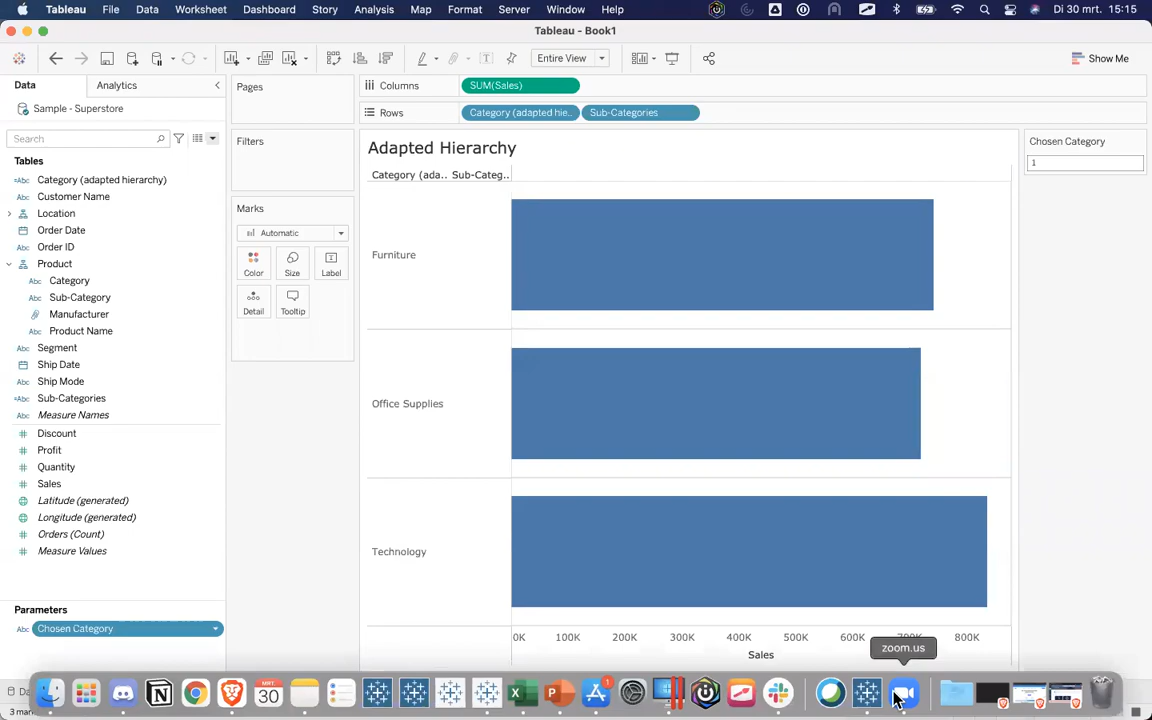 Tableau File Data Worksheet Dashboard Story Analysis Map Format Server Window Help Di 30 mrt. 15:15
Tableau - Book1
Entire View
Show Me
Data Analytics
Sample - Superstore
Search
Tables
Category (adapted hierarchy)
Customer Name
Location
Order Date
Order ID
Product
Category
Sub-Category
Manufacturer
Product Name
Segment
Ship Date
Ship Mode
Sub-Categories
Measure Names
Discount
Profit
Quantity
Sales
Latitude (generated)
Longitude (generated)
Orders (Count)
Measure Values
Parameters
Chosen Category
Pages
Filters
Marks
Automatic
Color Size Label
Detail Tooltip
Columns SUM(Sales)
Rows Category (adapted hie.. Sub-Categories
Adapted Hierarchy
Category (ada.. Sub-Categ..
Furniture
Office Supplies
Technology
0K 100K 200K 300K 400K 500K 600K 700K 800K
Sales
Chosen Category
1
zoom.us
MRT.
30
1